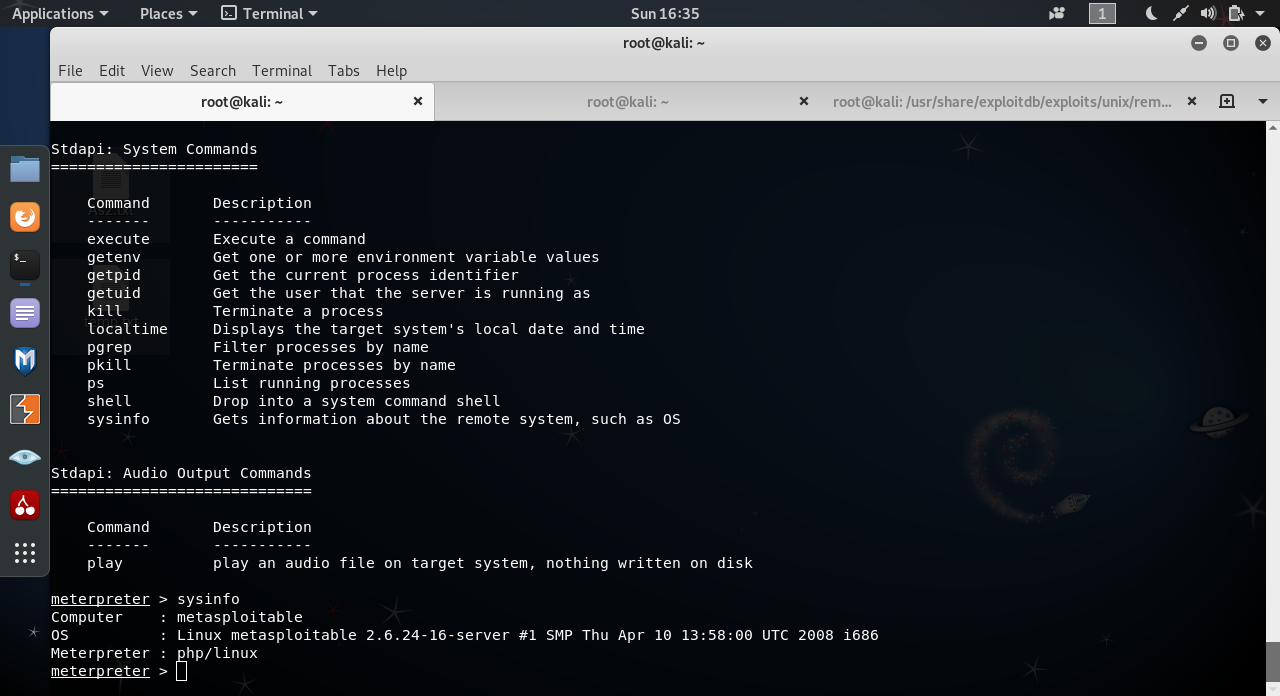 Applications Places Terminal Sun 16:35 1
root@kali: ~
File Edit View Search Terminal Tabs Help
root@kali: ~ root@kali: ~ root@kali: /usr/share/exploitdb/exploits/unix/rem...
Stdapi: System Commands
=======================
Command Description
------- -----------
execute Execute a command
getenv Get one or more environment variable values
getpid Get the current process identifier
getuid Get the user that the server is running as
kill Terminate a process
localtime Displays the target system's local date and time
pgrep Filter processes by name
pkill Terminate processes by name
ps List running processes
shell Drop into a system command shell
sysinfo Gets information about the remote system, such as OS
Stdapi: Audio Output Commands
=============================
Command Description
------- -----------
play play an audio file on target system, nothing written on disk
meterpreter > sysinfo
Computer : metasploitable
OS : Linux metasploitable 2.6.24-16-server #1 SMP Thu Apr 10 13:58:00 UTC 2008 i686
Meterpreter : php/linux
meterpreter >